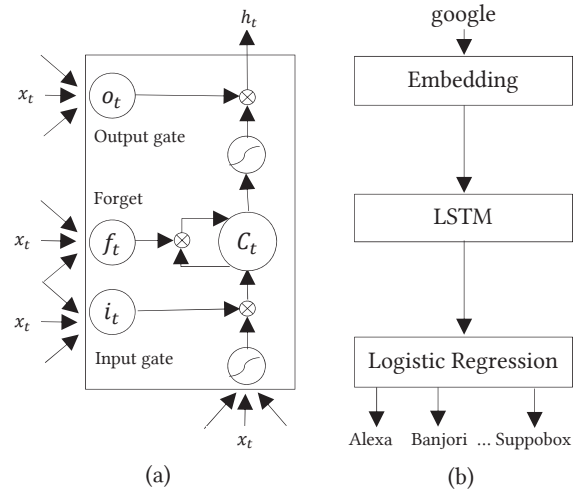 h_t
x_t
o_t
Output gate
Forget
x_t
f_t
C_t
x_t
i_t
Input gate
x_t
(a)
google
Embedding
LSTM
Logistic Regression
Alexa Banjori ... Suppobox
(b)